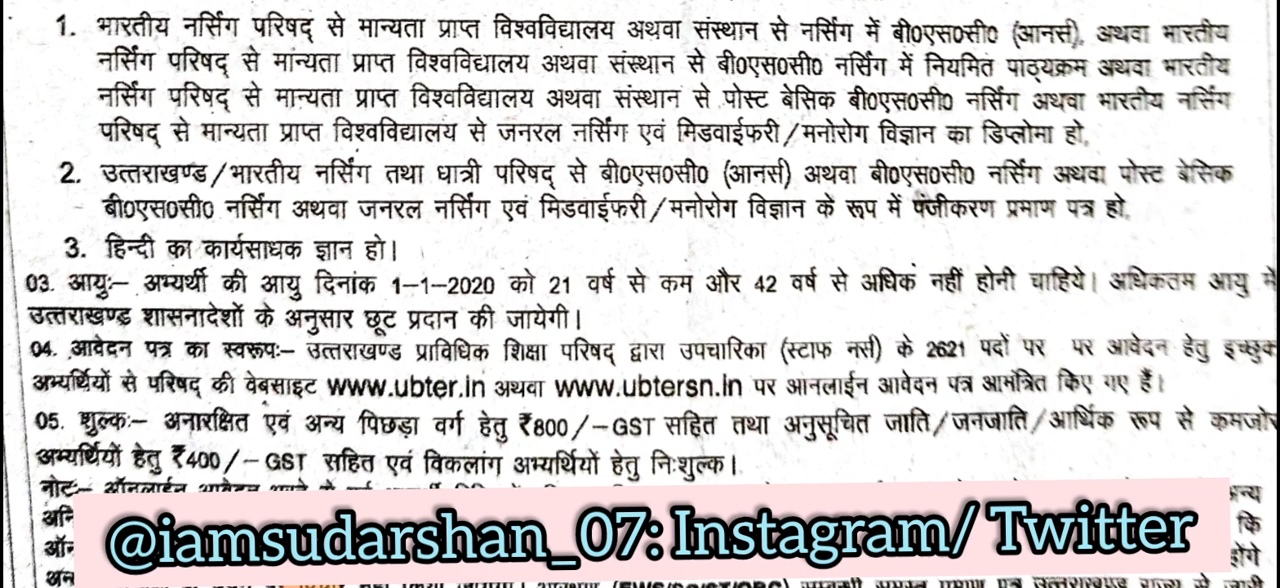 1. भारतीय नर्सिंग परिषद् से मान्यता प्राप्त विश्वविद्यालय अथवा संस्थान से नर्सिंग में बी0एस0सी0 (आनर्स), अथवा भारतीय
नर्सिंग परिषद् से मांन्यता प्राप्त विश्वविद्यालय अथवा संस्थान से बी0एस0सी0 नर्सिंग में नियमित पाठ्यक्रम अथवा भारतीय
नर्सिंग परिषद् से मान्यता प्राप्त विश्वविद्यालय अथवा संस्थान से पोस्ट बेसिक बी0एस0सी0 नर्सिंग अथवा भारतीय नर्सिंग
परिषद् से मान्यता प्राप्त विश्वविद्यालय से जनरल नर्सिंग एवं मिडवाईफरी/मनोरोग विज्ञान का डिप्लोमा हो,
2. उत्तराखण्ड/भारतीय नर्सिंग तथा धात्री परिषद् से बी0एस0सी0 (आनर्स) अथवा बी0एस0सी0 नर्सिंग अथवा पोस्ट बेसिक
बी0एस0सी0 नर्सिंग अथवा जनरल नर्सिंग एवं मिडवाईफरी/मनोरोग विज्ञान के रूप में पंजीकरण प्रमाण पत्र हो,
3. हिन्दी का कार्यसाधक ज्ञान हो।
03. आयुः– अभ्यर्थी की आयु दिनांक 1–1–2020 को 21 वर्ष से कम और 42 वर्ष से अधिक नहीं होनी चाहिये। अधिकतम आयु में
उत्तराखण्ड शासनादेशों के अनुसार छूट प्रदान की जायेगी।
04. आवेदन पत्र का स्वरूपः– उत्तराखण्ड प्राविधिक शिक्षा परिषद् द्वारा उपचारिका (स्टाफ नर्स) के 2621 पदों पर पर आवेदन हेतु इच्छुक
अभ्यर्थियों से परिषद् की वेबसाइट www.ubter.in अथवा www.ubtersn.in पर आनलाईन आवेदन पत्र आमंत्रित किए गए हैं।
05. शुल्कः– अनारक्षित एवं अन्य पिछड़ा वर्ग हेतु ₹800/–GST सहित तथा अनुसूचित जाति/जनजाति/आर्थिक रूप से कमजोर
अभ्यर्थियों हेतु ₹400/–GST सहित एवं विकलांग अभ्यर्थियों हेतु निःशुल्क।
नोटः– ऑनलाईन आवेदन
अन्य
कि
होंगे
@iamsudarshan_07: Instagram/ Twitter